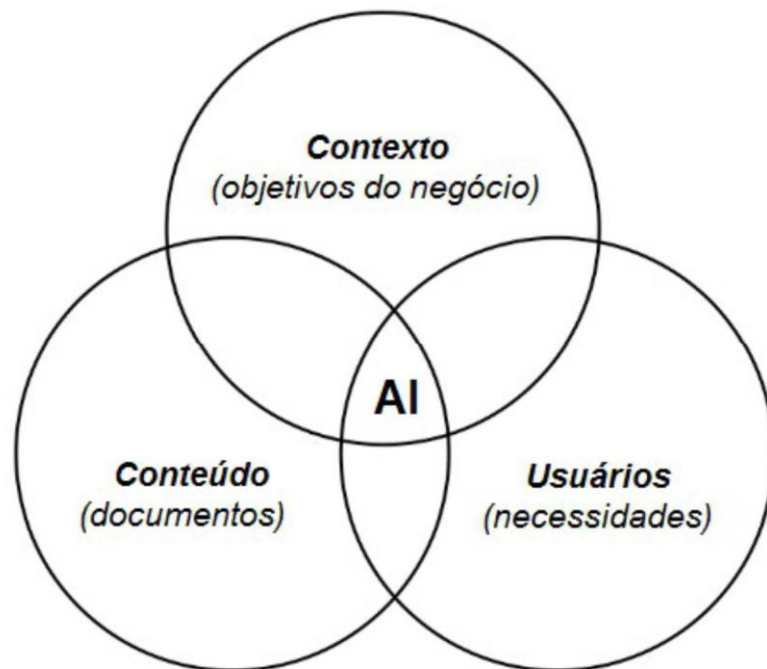 Contexto
(objetivos do negócio)
AI
Conteúdo
(documentos)
Usuários
(necessidades)